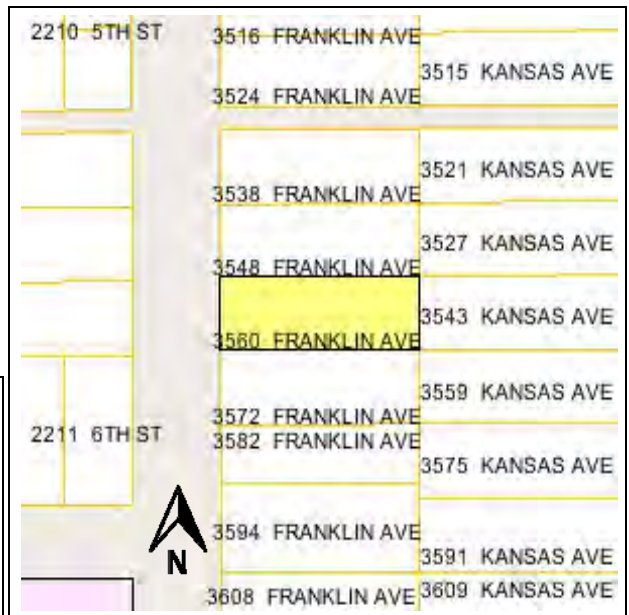 2210 5TH ST
3516 FRANKLIN AVE
3515 KANSAS AVE
3524 FRANKLIN AVE
3521 KANSAS AVE
3538 FRANKLIN AVE
3527 KANSAS AVE
3548 FRANKLIN AVE
3543 KANSAS AVE
3560 FRANKLIN AVE
3559 KANSAS AVE
3572 FRANKLIN AVE
2211 6TH ST
3582 FRANKLIN AVE
3575 KANSAS AVE
3594 FRANKLIN AVE
N
3591 KANSAS AVE
3608 FRANKLIN AVE
3609 KANSAS AVE